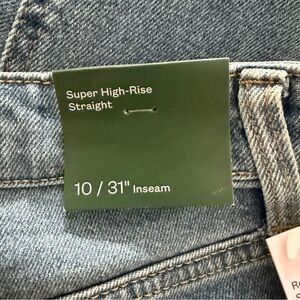 Super High-Rise
Straight
10 / 31" Inseam